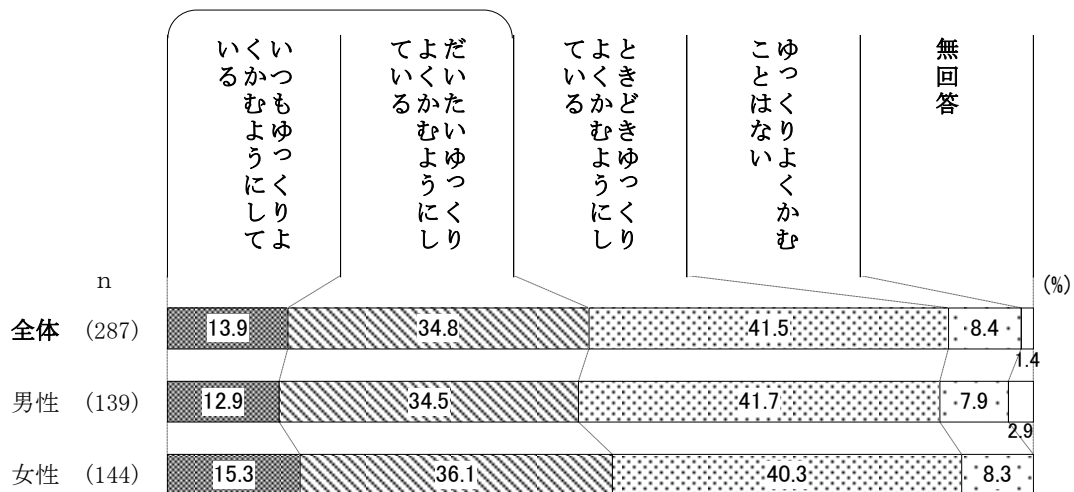 いつもゆっくりよ
くかむようにして
いる
だいたいゆっくり
よくかむようにし
ている
ときどきゆっくり
よくかむようにし
ている
ゆっくりよくかむ
ことはない
無回答
n
(%)
全体 (287) 13.9 34.8 41.5 8.4
1.4
男性 (139) 12.9 34.5 41.7 7.9
2.9
女性 (144) 15.3 36.1 40.3 8.3